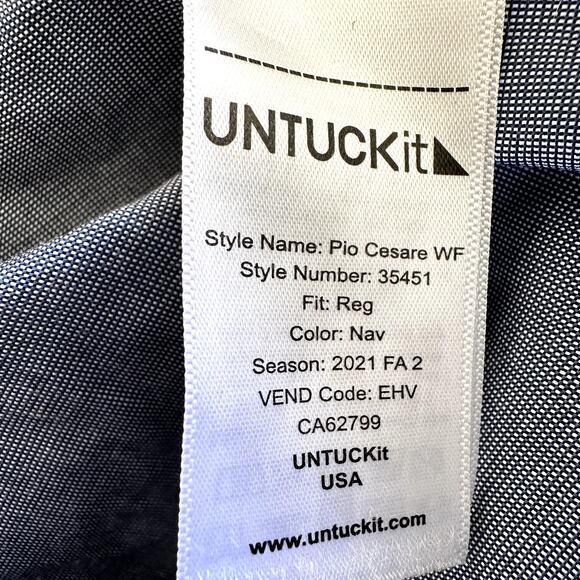 UNTUCKit
Style Name: Pio Cesare WF
Style Number: 35451
Fit: Reg
Color: Nav
Season: 2021 FA 2
VEND Code: EHV
CA62799
UNTUCKit
USA
www.untuckit.com